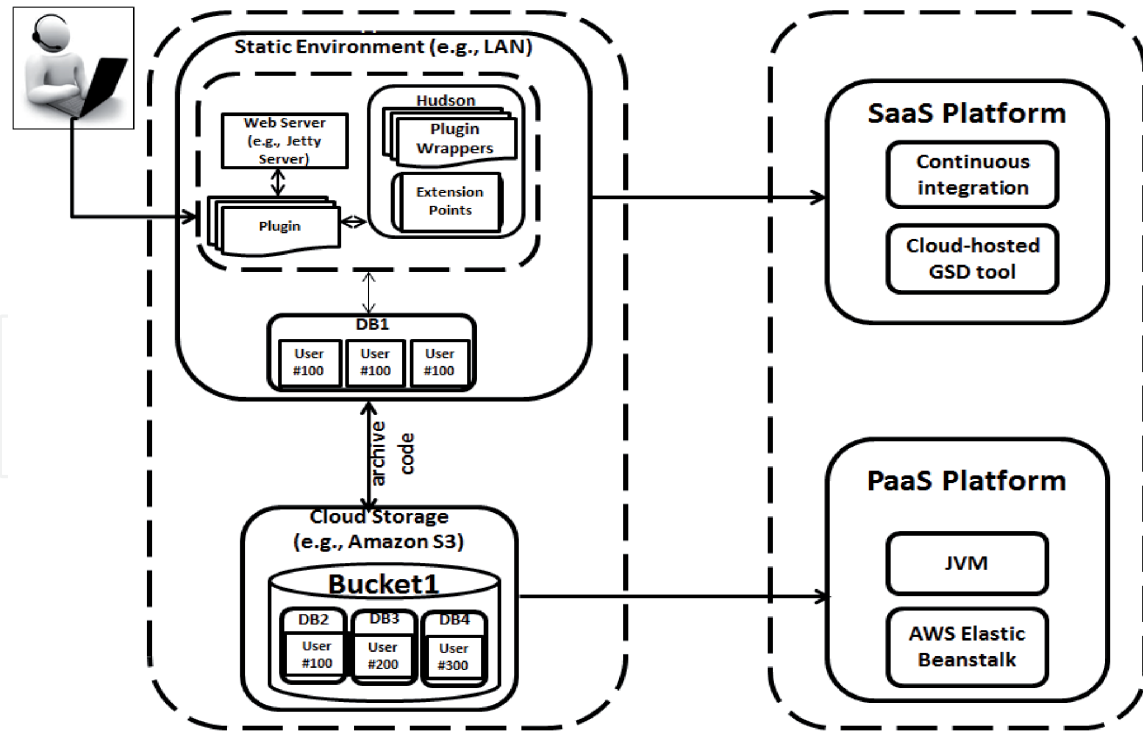 Static Environment (e.g., LAN)
Hudson
Plugin
Wrappers
Extension
Points
Web Server
(e.g., Jetty
Server)
Plugin
DB1
User
#100
User
#100
User
#100
archive
code
Cloud Storage
(e.g., Amazon S3)
Bucket1
DB2
User
#100
DB3
User
#200
DB4
User
#300
SaaS Platform
Continuous
integration
Cloud-hosted
GSD tool
PaaS Platform
JVM
AWS Elastic
Beanstalk